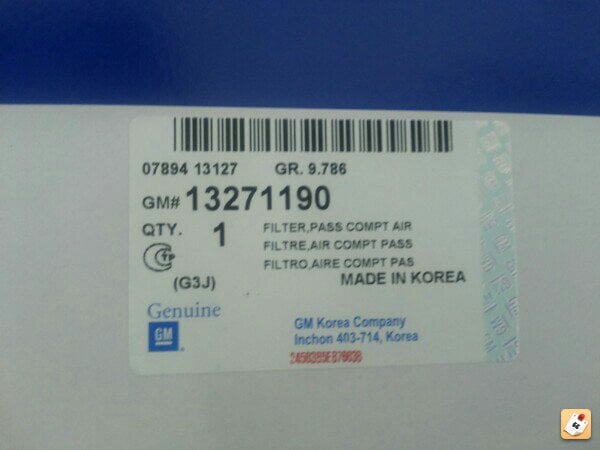 07894 13127 GR. 9.786
GM# 13271190
QTY. 1 FILTER,PASS COMPT AIR
FILTRE,AIR COMPT PASS
FILTRO,AIRE COMPT PAS
(G3J) MADE IN KOREA
Genuine
GM
GM Korea Company
Inchon 403-714, Korea